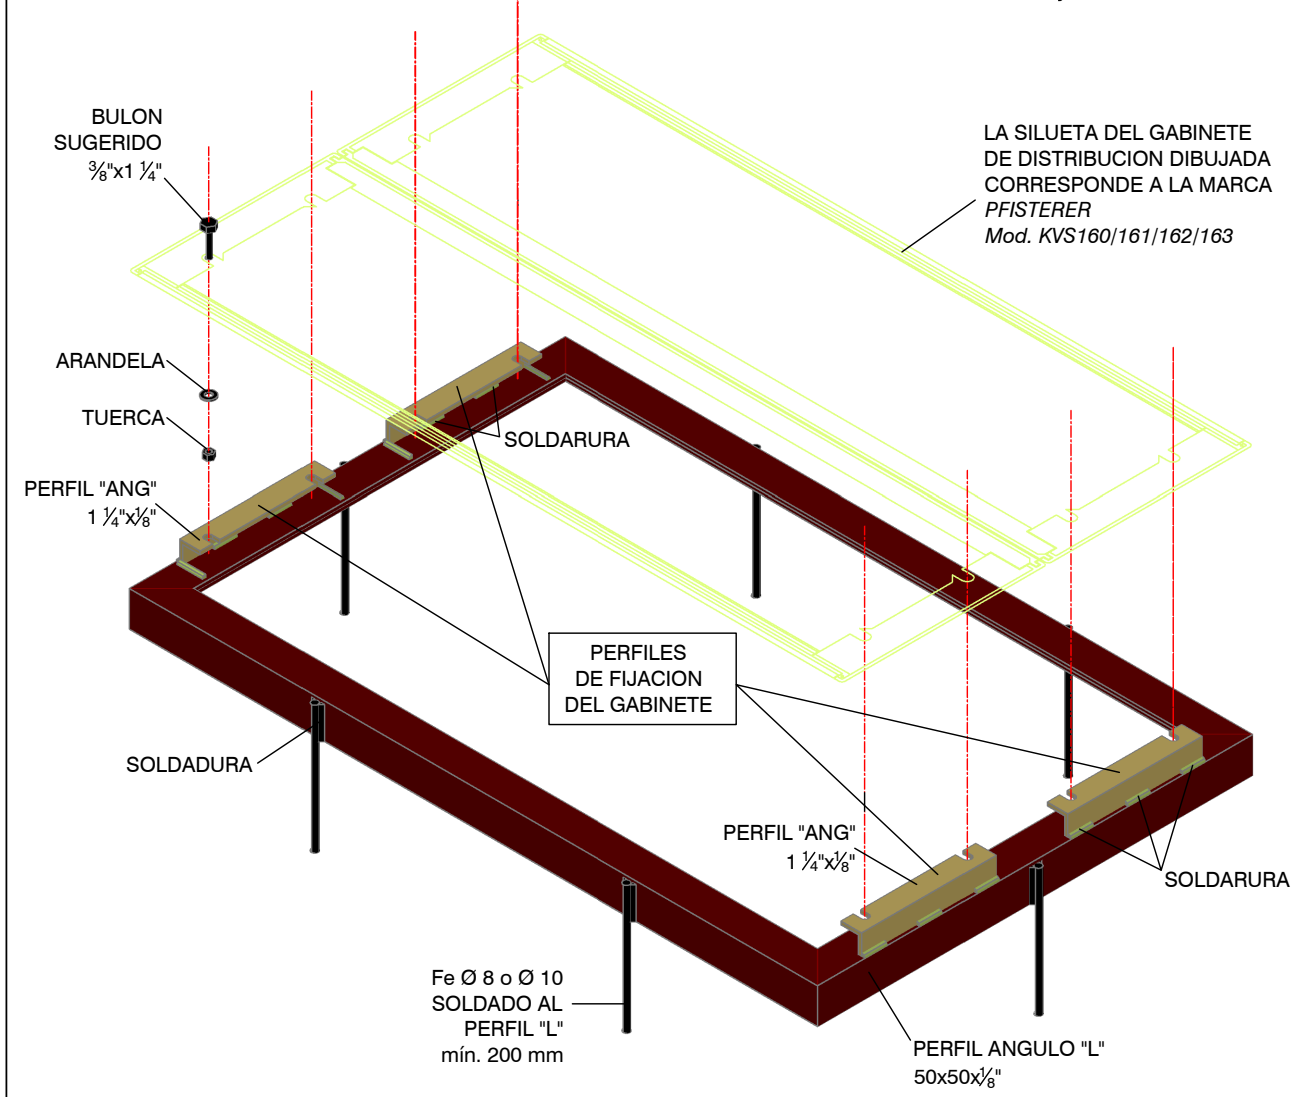 BULON
SUGERIDO
⅜"x1 ¼"
LA SILUETA DEL GABINETE
DE DISTRIBUCION DIBUJADA
CORRESPONDE A LA MARCA
PFISTERER
Mod. KVS160/161/162/163
ARANDELA
TUERCA
SOLDARURA
PERFIL "ANG"
1 ¼"x⅛"
PERFILES
DE FIJACION
DEL GABINETE
SOLDADURA
PERFIL "ANG"
1 ¼"x⅛"
SOLDARURA
Fe Ø 8 o Ø 10
SOLDADO AL
PERFIL "L"
mín. 200 mm
PERFIL ANGULO "L"
50x50x⅛"